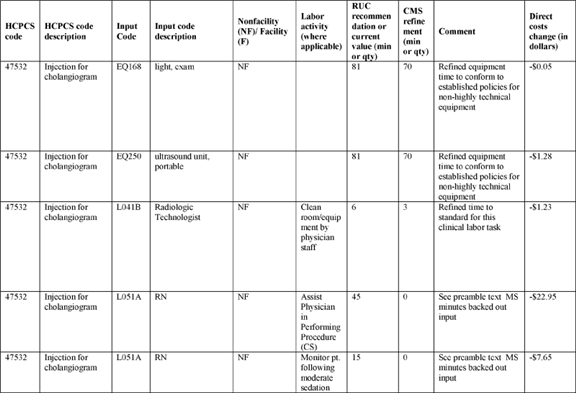 HCPCS code
HCPCS code description
Input Code
Input code description
Nonfacility (NF)/ Facility (F)
Labor activity (where applicable)
RUC recommen dation or current value (min or qty)
CMS refine ment (min or qty)
Comment
Direct costs change (in dollars)
47532
Injection for cholangiogram
EQ168
light, exam
NF
81
70
Refined equipment time to conform to established policies for non-highly technical equipment
-$0.05
47532
Injection for cholangiogram
EQ250
ultrasound unit, portable
NF
81
70
Refined equipment time to conform to established policies for non-highly technical equipment
-$1.28
47532
Injection for cholangiogram
L041B
Radiologic Technologist
NF
Clean room/equip ment by physician staff
6
3
Refined time to standard for this clinical labor task
-$1.23
47532
Injection for cholangiogram
L051A
RN
NF
Assist Physician in Performing Procedure (CS)
45
0
See preamble text MS minutes backed out input
-$22.95
47532
Injection for cholangiogram
L051A
RN
NF
Monitor pt. following moderate sedation
15
0
See preamble text MS minutes backed out input
-$7.65